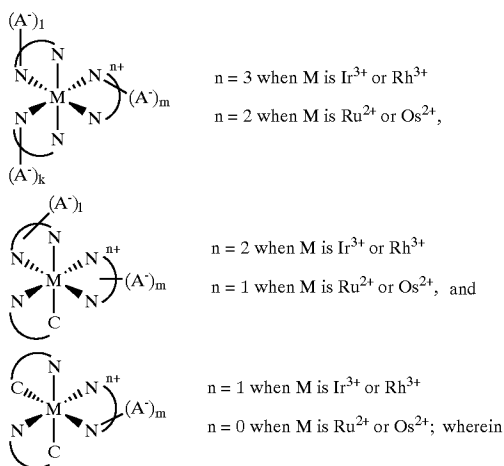 (A⁻)l
N N N n+
M
(A⁻)m
N N N
(A⁻)k
n = 3 when M is Ir³⁺ or Rh³⁺
n = 2 when M is Ru²⁺ or Os²⁺,
(A⁻)l
N
N N n+
M
(A⁻)m
N N
C
n = 2 when M is Ir³⁺ or Rh³⁺
n = 1 when M is Ru²⁺ or Os²⁺, and
N
C N n+
M
(A⁻)m
N N
C
n = 1 when M is Ir³⁺ or Rh³⁺
n = 0 when M is Ru²⁺ or Os²⁺; wherein